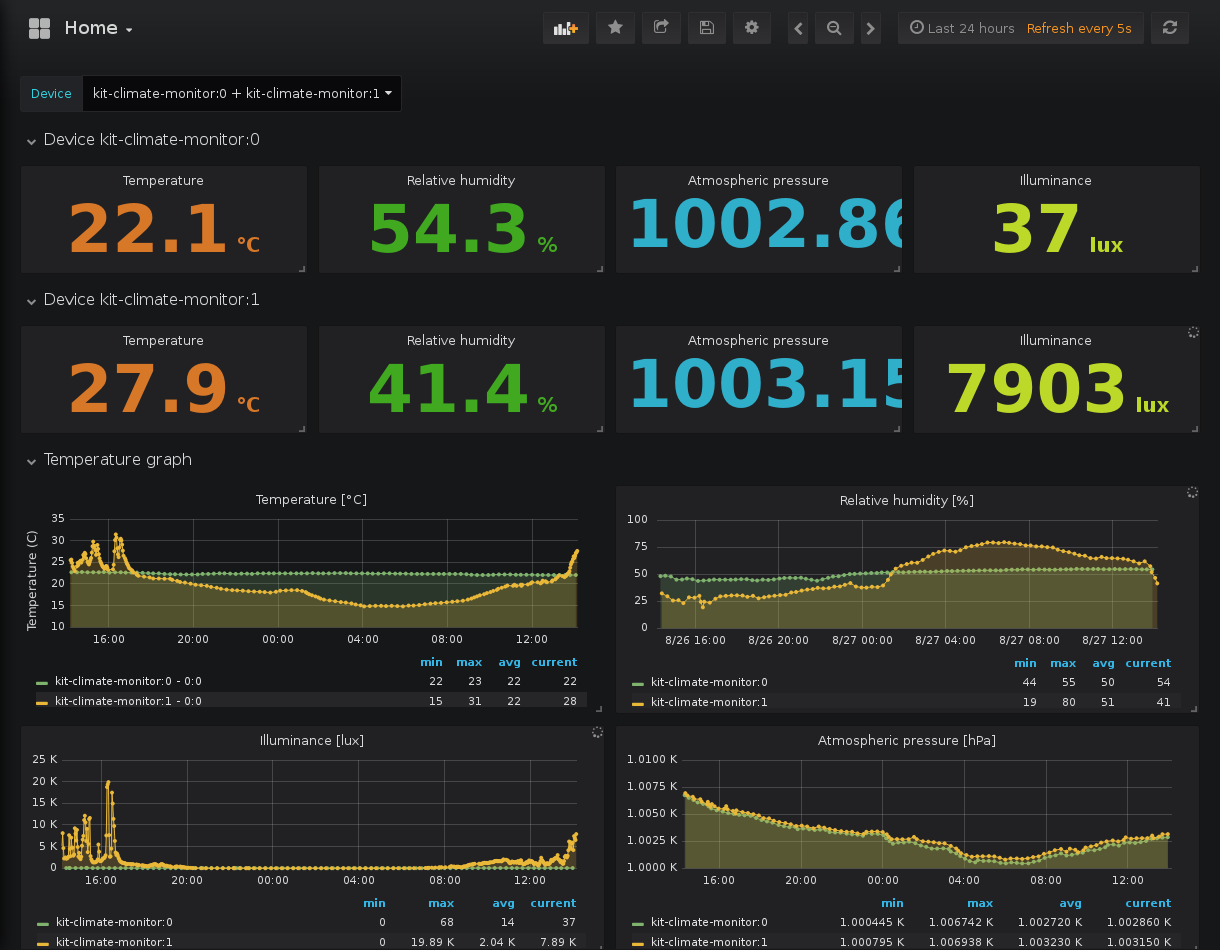 Home
Last 24 hours Refresh every 5s
Device kit-climate-monitor:0 + kit-climate-monitor:1
Device kit-climate-monitor:0
Temperature Relative humidity Atmospheric pressure Illuminance
22.1 °C 54.3 % 1002.86 37 lux
Device kit-climate-monitor:1
Temperature Relative humidity Atmospheric pressure Illuminance
27.9 °C 41.4 % 1003.15 7903 lux
Temperature graph
Temperature [°C]
Temperature (C)
35
30
25
20
15
10
16:00 20:00 00:00 04:00 08:00 12:00
min max avg current
kit-climate-monitor:0 - 0:0 22 23 22 22
kit-climate-monitor:1 - 0:0 15 31 22 28
Relative humidity [%]
100
75
50
25
0
8/26 16:00 8/26 20:00 8/27 00:00 8/27 04:00 8/27 08:00 8/27 12:00
min max avg current
kit-climate-monitor:0 44 55 50 54
kit-climate-monitor:1 19 80 51 41
Illuminance [lux]
25 K
20 K
15 K
10 K
5 K
0
16:00 20:00 00:00 04:00 08:00 12:00
min max avg current
kit-climate-monitor:0 0 68 14 37
kit-climate-monitor:1 0 19.89 K 2.04 K 7.89 K
Atmospheric pressure [hPa]
1.0100 K
1.0075 K
1.0050 K
1.0025 K
1.0000 K
16:00 20:00 00:00 04:00 08:00 12:00
min max avg current
kit-climate-monitor:0 1.000445 K 1.006742 K 1.002720 K 1.002860 K
kit-climate-monitor:1 1.000795 K 1.006938 K 1.003230 K 1.003150 K